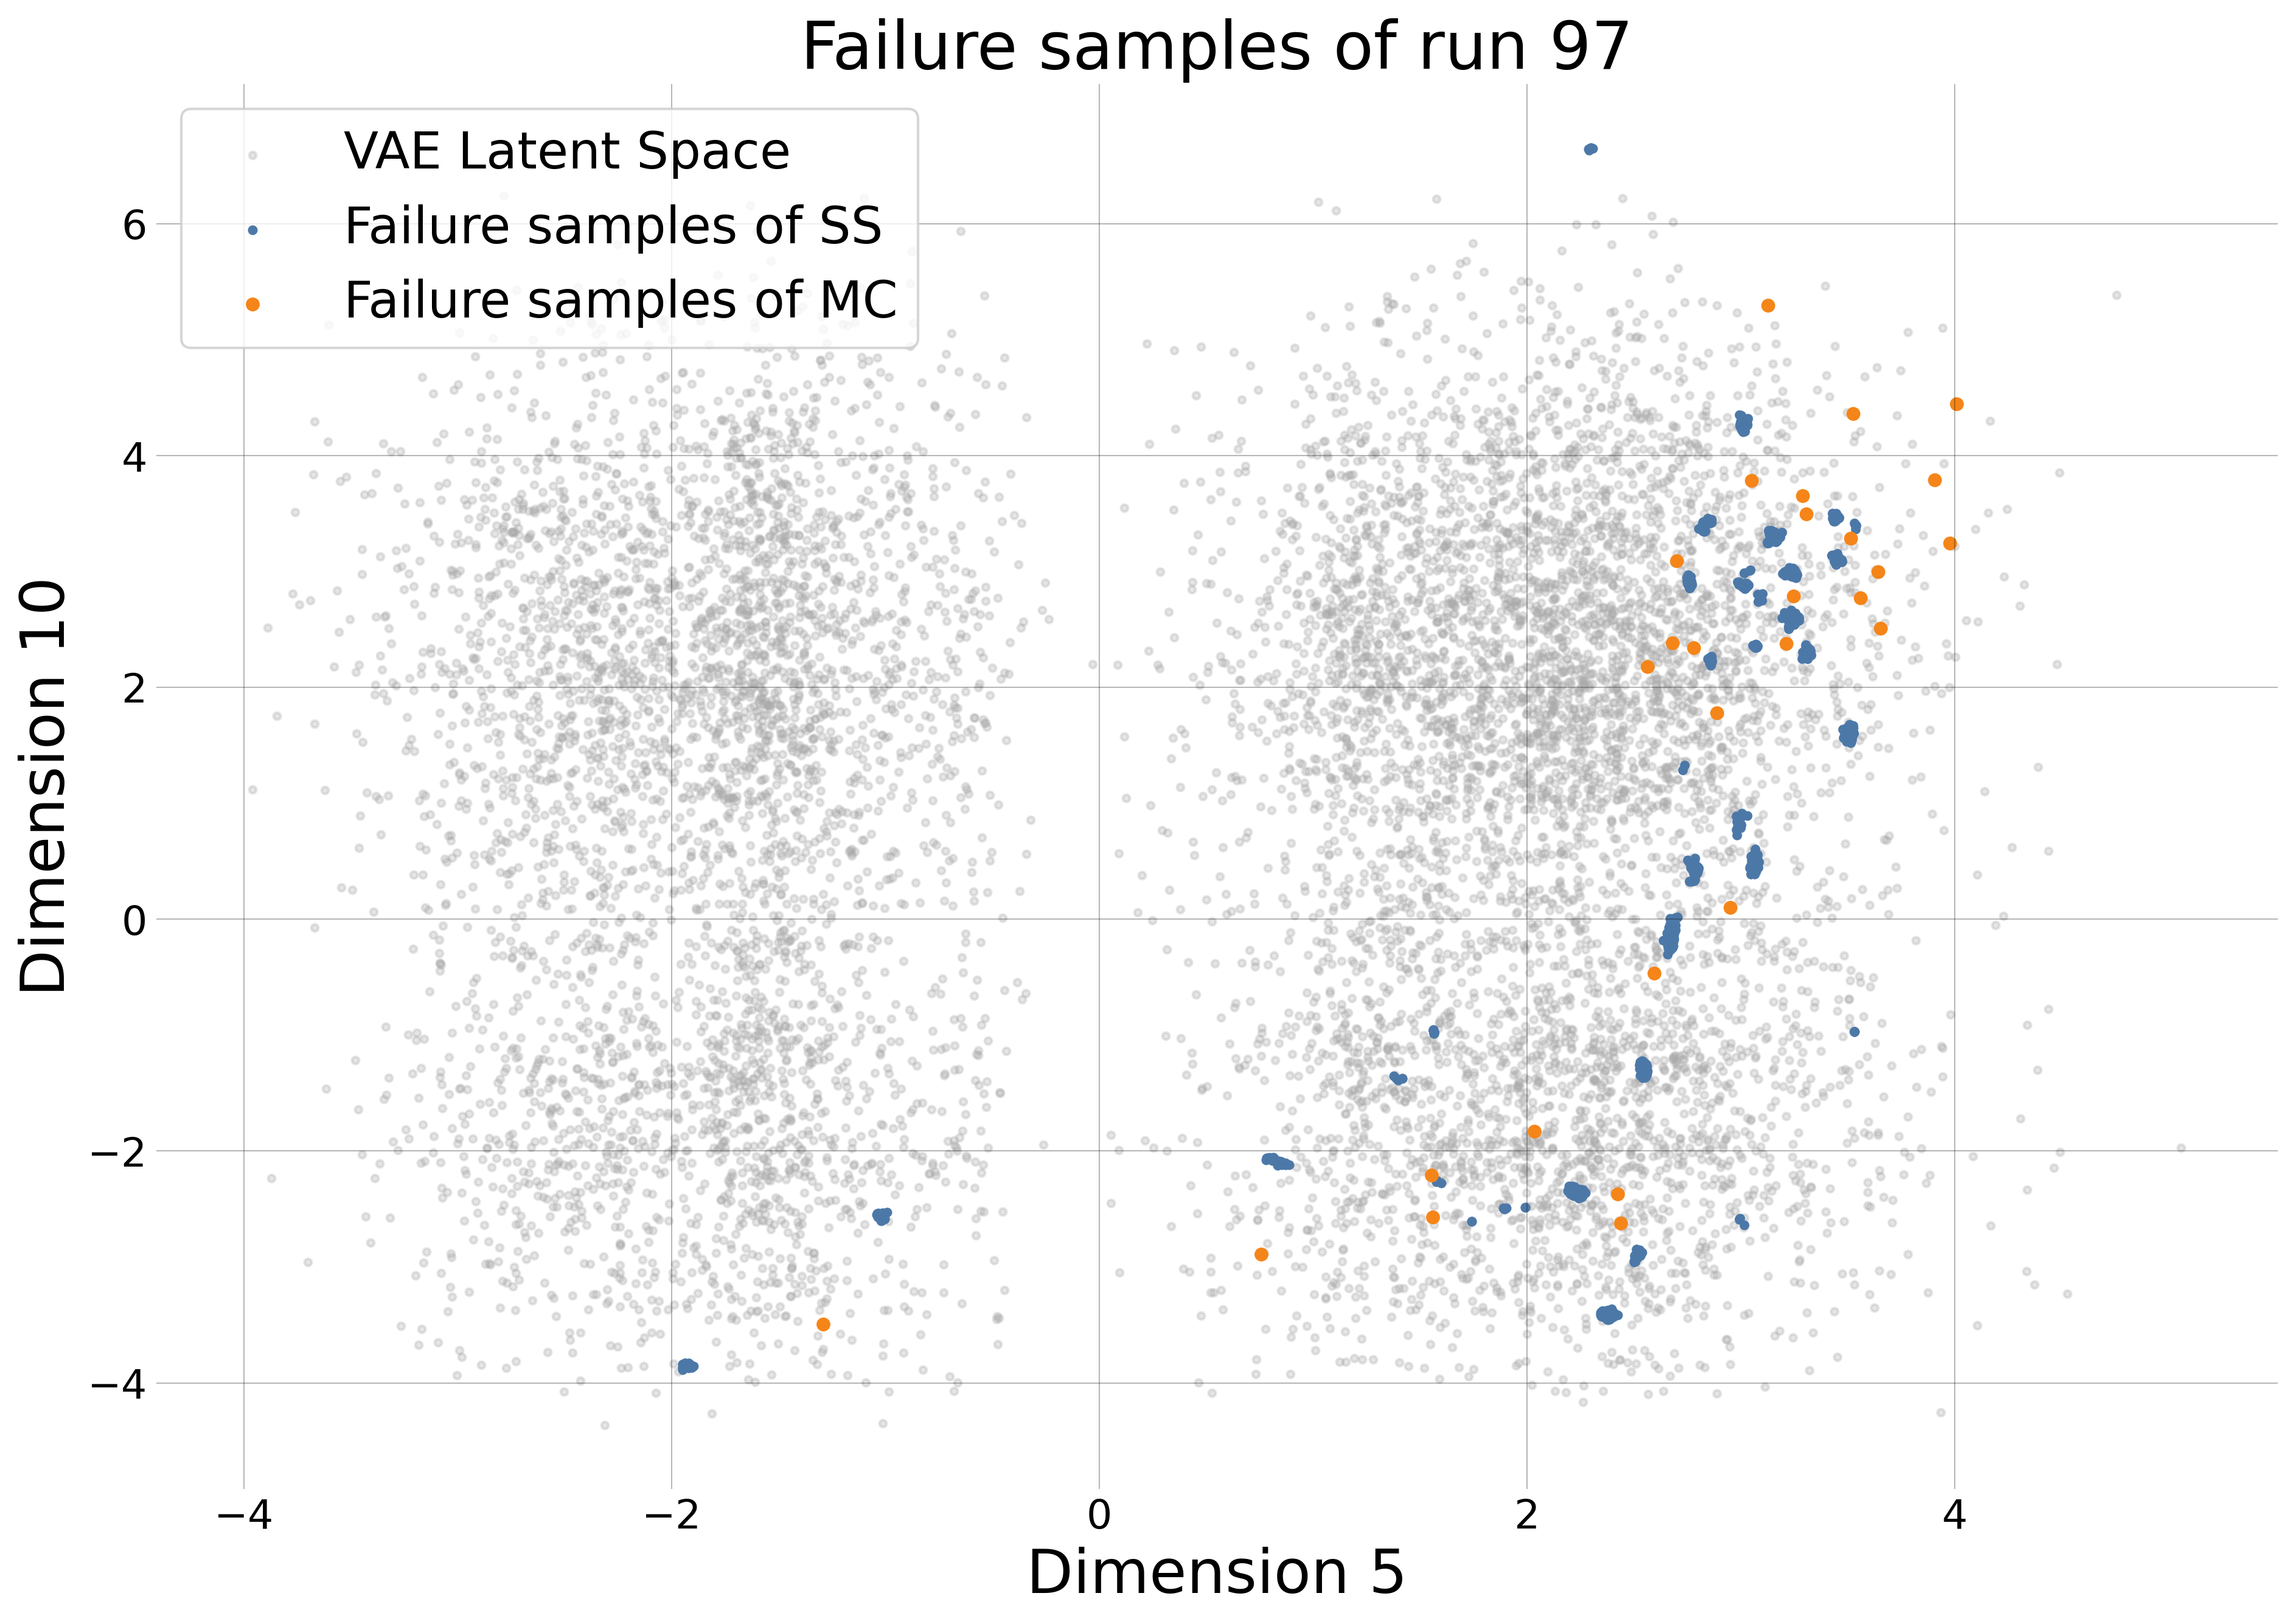 Failure samples of run 97
VAE Latent Space
Failure samples of SS
Failure samples of MC
Dimension 10
6
4
2
0
−2
−4
−4
−2
0
2
4
Dimension 5